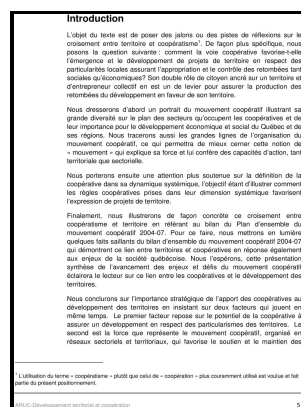 Introduction
L'objet du texte est de poser des jalons ou des pistes de réflexions sur le
croisement entre territoire et coopératisme¹. De façon plus spécifique, nous
posons la question suivante : comment la voie coopérative favorise-t-elle
l'émergence et le développement de projets de territoire en respect des
particularités locales assurant l'appropriation et le contrôle des retombées tant
sociales qu'économiques? Son double rôle de citoyen ancré sur un territoire et
d'entrepreneur collectif en est un de levier pour assurer la production des
retombées du développement en faveur de son territoire.
Nous dresserons d'abord un portrait du mouvement coopératif illustrant sa
grande diversité sur le plan des secteurs qu'occupent les coopératives et de
leur importance pour le développement économique et social du Québec et de
ses régions. Nous tracerons aussi les grandes lignes de l'organisation du
mouvement coopératif, ce qui permettra de mieux cerner cette notion de
« mouvement » qui explique sa force et lui confère des capacités d'action, tant
territoriale que sectorielle.
Nous porterons ensuite une attention plus soutenue sur la définition de la
coopérative dans sa dynamique systémique, l'objectif étant d'illustrer comment
les règles coopératives prises dans leur dimension systémique favorisent
l'expression de projets de territoire.
Finalement, nous illustrerons de façon concrète ce croisement entre
coopératisme et territoire en référant au bilan du Plan d'ensemble du
mouvement coopératif 2004-07. Pour ce faire, nous mettrons en lumière
quelques faits saillants du bilan d'ensemble du mouvement coopératif 2004-07
qui démontrent ce lien entre territoires et coopératives en réponse également
aux enjeux de la société québécoise. Nous l'espérons, cette présentation
synthèse de l'avancement des enjeux et défis du mouvement coopératif
éclairera le lecteur sur ce lien entre les coopératives et le développement des
territoires.
Nous conclurons sur l'importance stratégique de l'apport des coopératives au
développement des territoires en insistant sur deux facteurs qui jouent en
même temps. Le premier facteur repose sur le potentiel de la coopérative à
assurer un développement en respect des particularismes des territoires. Le
second est la force que représente le mouvement coopératif, organisé en
réseaux sectoriels et territoriaux, qui favorise le soutien et le maintien des
¹ L'utilisation du terme « coopératisme » plutôt que celui de « coopération » plus couramment utilisé est voulue et fait
partie du présent positionnement.
ARUC-Développement territorial et coopération 5